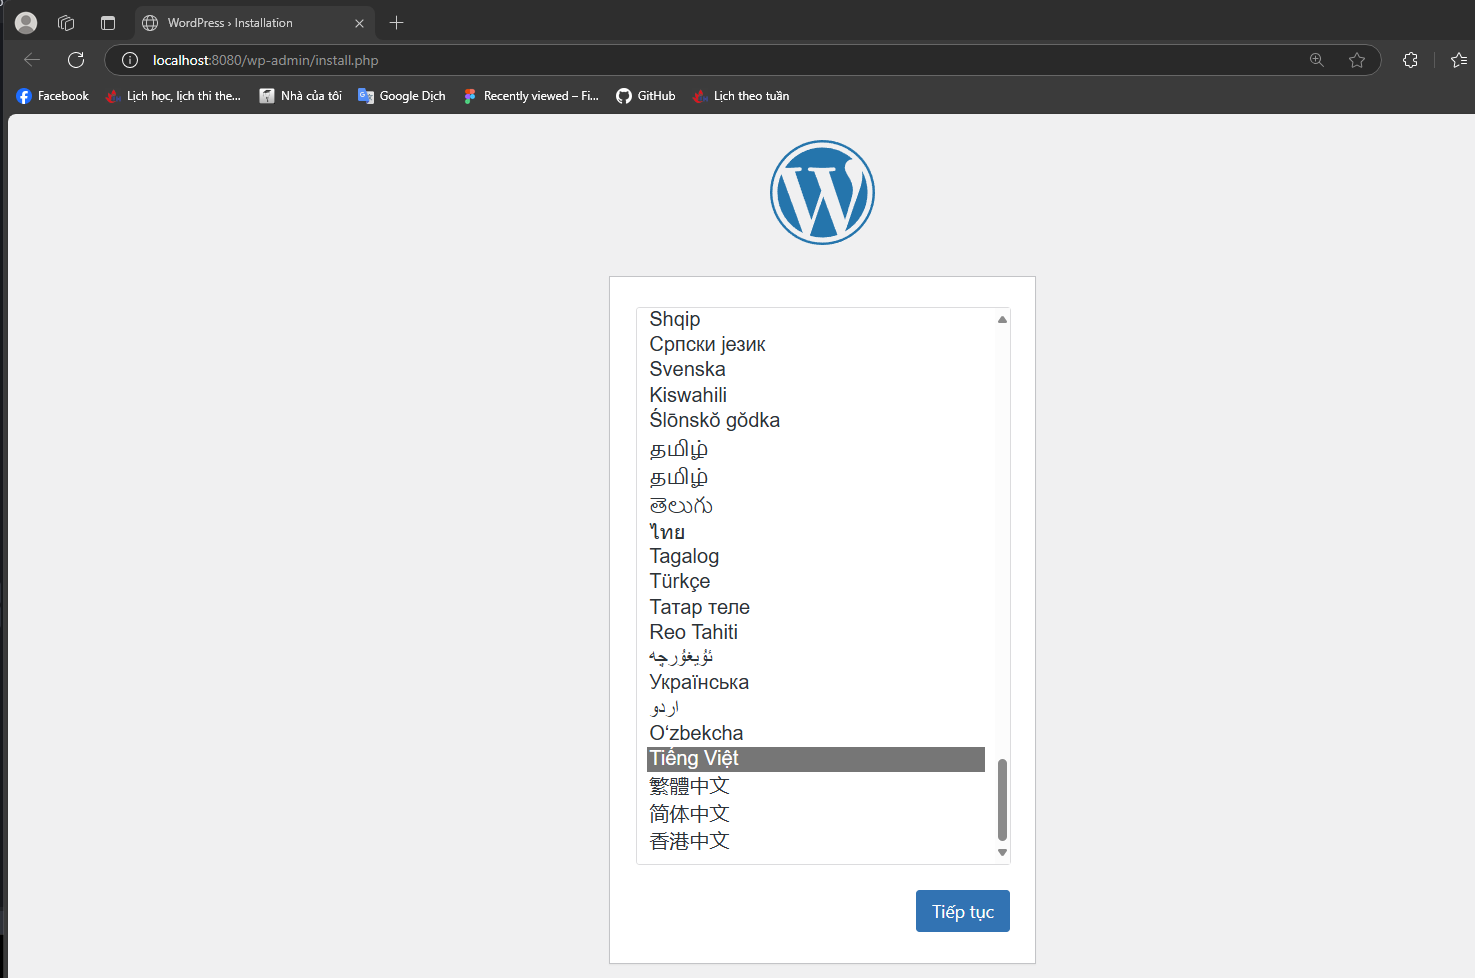 WordPress › Installation
localhost:8080/wp-admin/install.php
Facebook
Lịch học, lịch thi the...
Nhà của tôi
Google Dịch
Recently viewed – Fi...
GitHub
Lịch theo tuần
Shqip
Српски језик
Svenska
Kiswahili
Ślōnskŏ gŏdka
தமிழ்
தமிழ்
తెలుగు
ไทย
Tagalog
Türkçe
Татар теле
Reo Tahiti
ئۇيغۇرچە
Українська
اردو
O‘zbekcha
Tiếng Việt
繁體中文
简体中文
香港中文
Tiếp tục